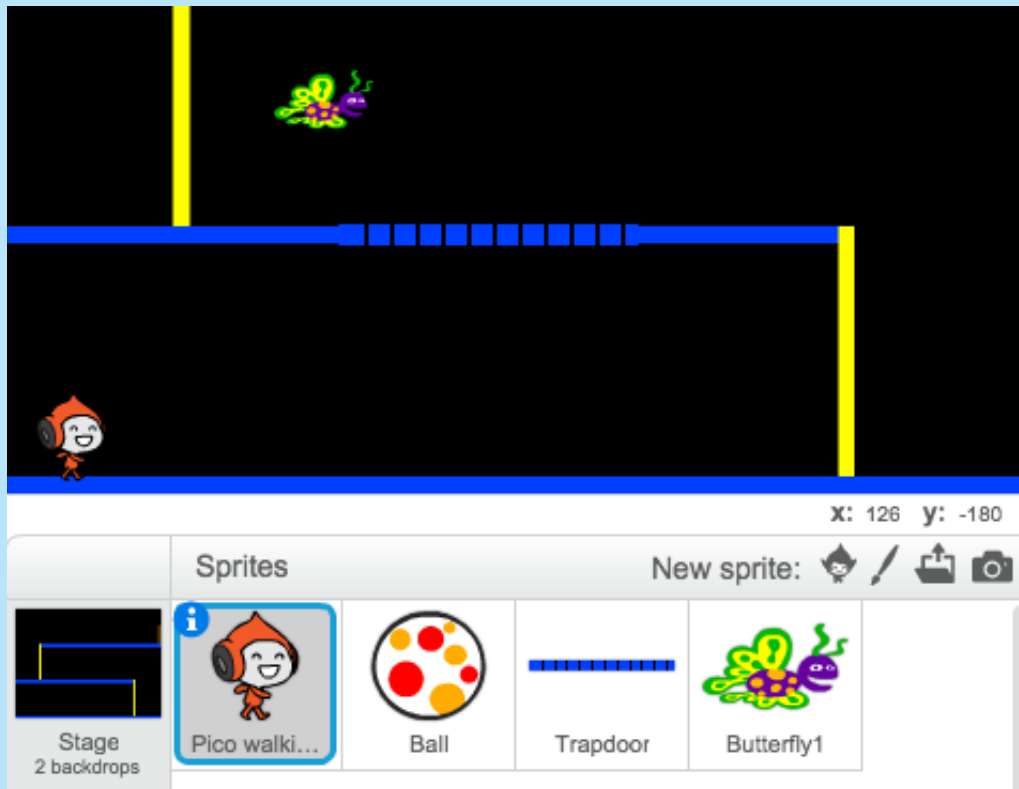 x: 126 y: -180
Sprites
New sprite:
Stage
2 backdrops
Pico walki...
Ball
Trapdoor
Butterfly1